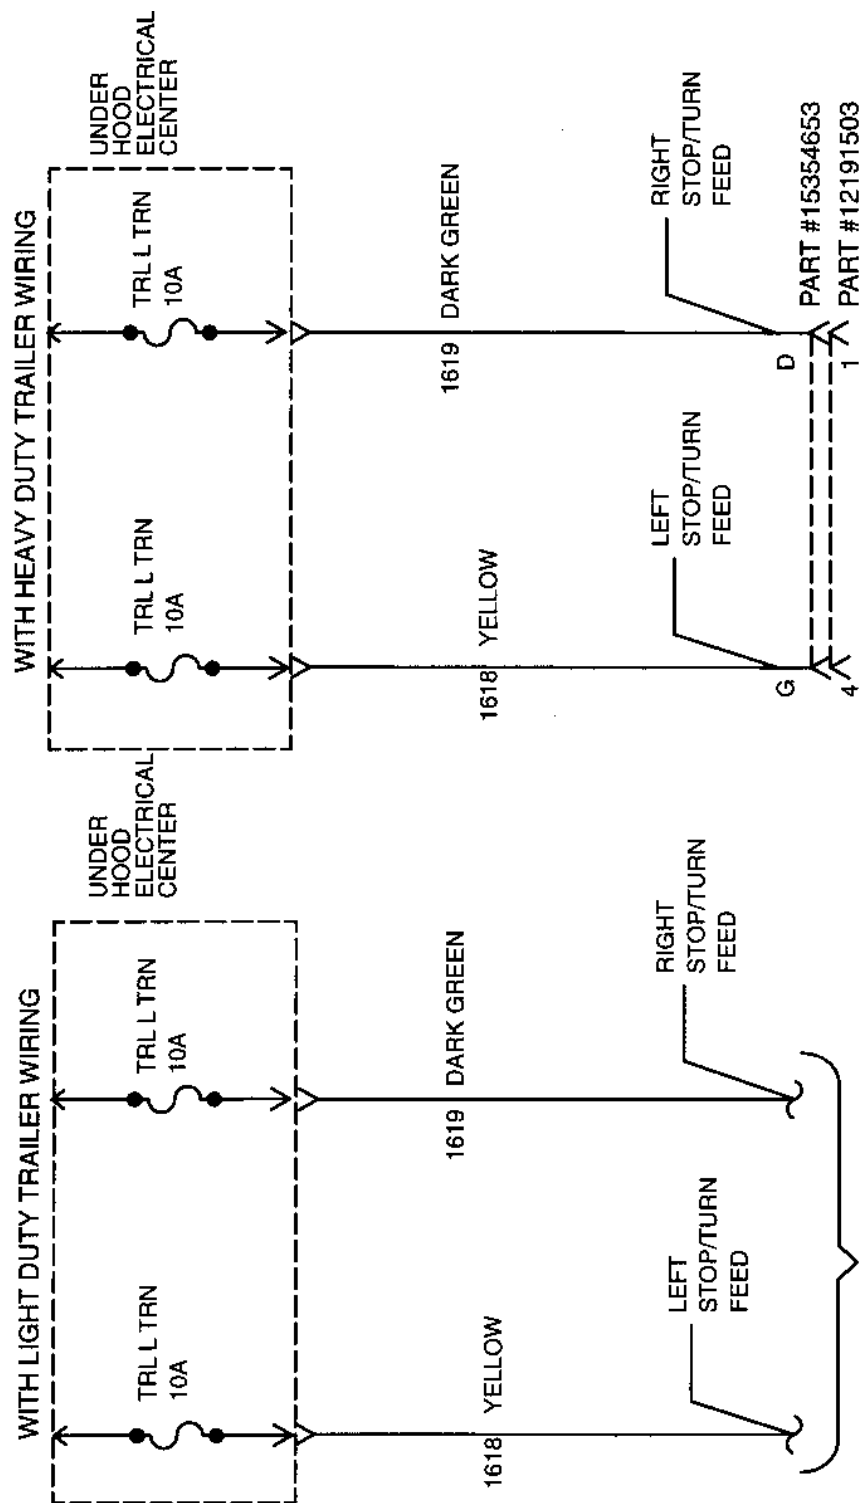 WITH LIGHT DUTY TRAILER WIRING
UNDER
HOOD
ELECTRICAL
CENTER
TRL L TRN
10A
TRL L TRN
10A
1618 YELLOW
1619 DARK GREEN
LEFT
STOP/TURN
FEED
RIGHT
STOP/TURN
FEED
WITH HEAVY DUTY TRAILER WIRING
UNDER
HOOD
ELECTRICAL
CENTER
TRL L TRN
10A
TRL L TRN
10A
1618 YELLOW
1619 DARK GREEN
LEFT
STOP/TURN
FEED
RIGHT
STOP/TURN
FEED
G
D
PART #15354653
4
1
PART #12191503